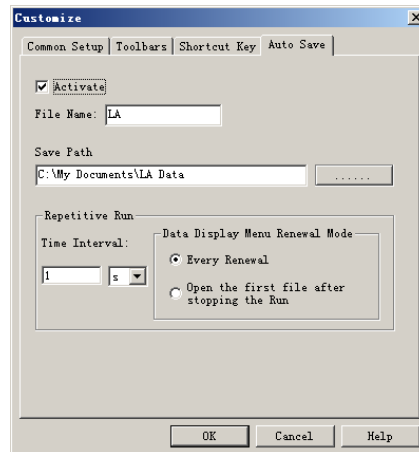 Customize
Common Setup Toolbars Shortcut Key Auto Save
Activate
File Name: LA
Save Path
C:\My Documents\LA Data ......
Repetitive Run
Time Interval:
1 s
Data Display Menu Renewal Mode
Every Renewal
Open the first file after
stopping the Run
OK Cancel Help